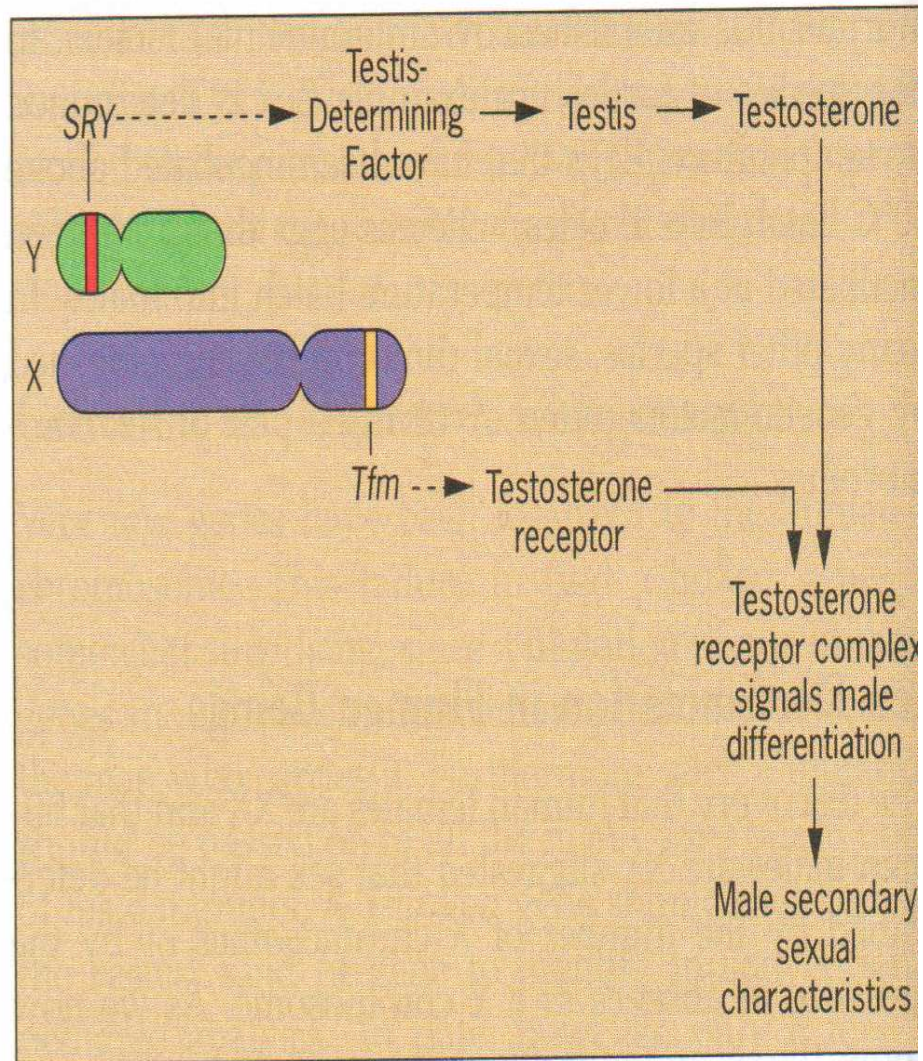 Testis-
SRY Determining Testis Testosterone
Factor
Y
X
Tfm Testosterone
receptor
Testosterone
receptor complex
signals male
differentiation
Male secondary
sexual
characteristics